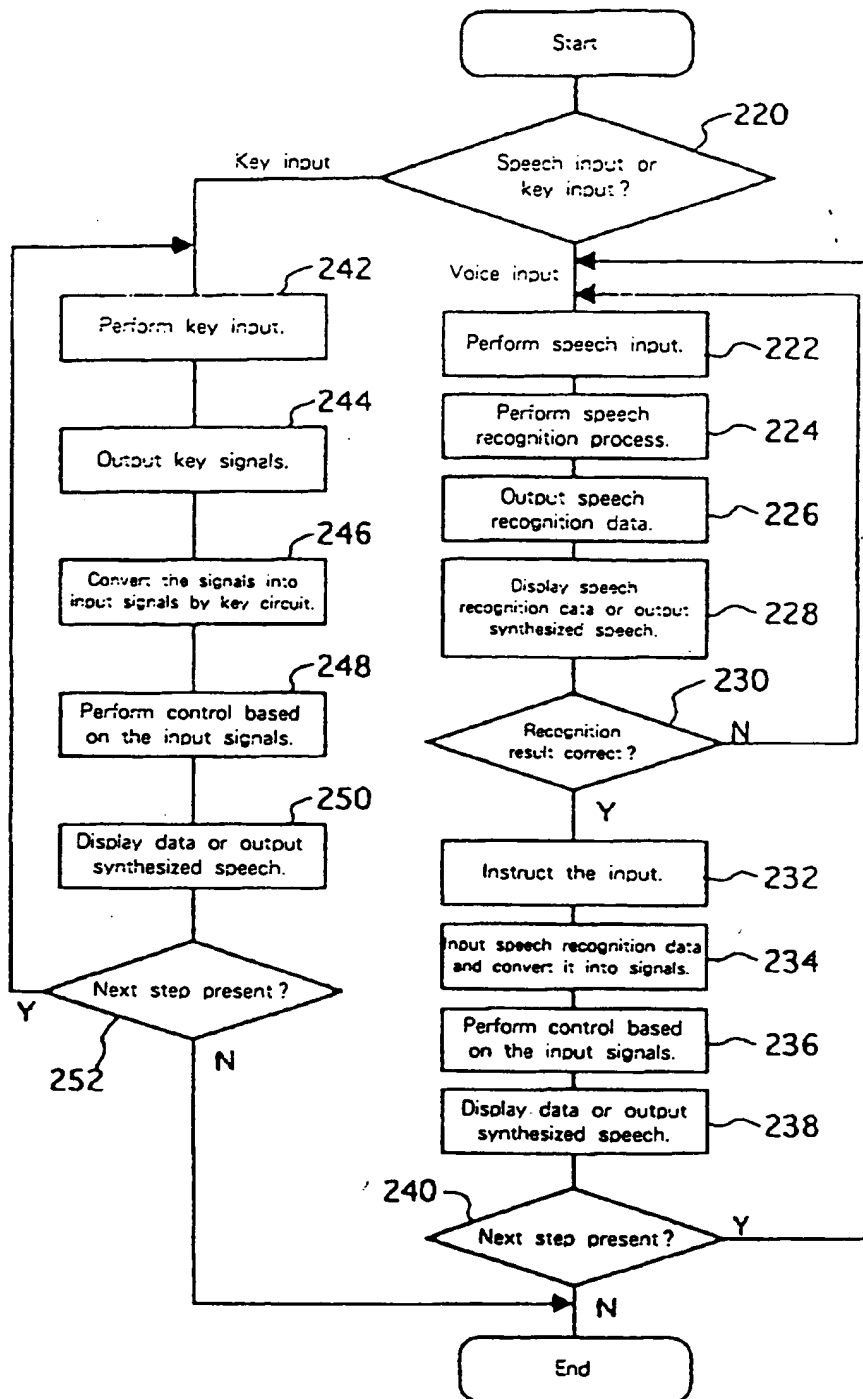 Start
220
Speech input or
key input?
Key input
Voice input
242
Perform key input.
244
Output key signals.
246
Convert the signals into
input signals by key circuit.
248
Perform control based
on the input signals.
250
Display data or output
synthesized speech.
Next step present?
Y
N
252
Perform speech input.
222
Perform speech
recognition process.
224
Output speech
recognition data.
226
Display speech
recognition data or output
synthesized speech.
228
230
Recognition
result correct?
N
Y
Instruct the input.
232
Input speech recognition data
and convert it into signals.
234
Perform control based
on the input signals.
236
Display data or output
synthesized speech.
238
240
Next step present?
Y
N
End